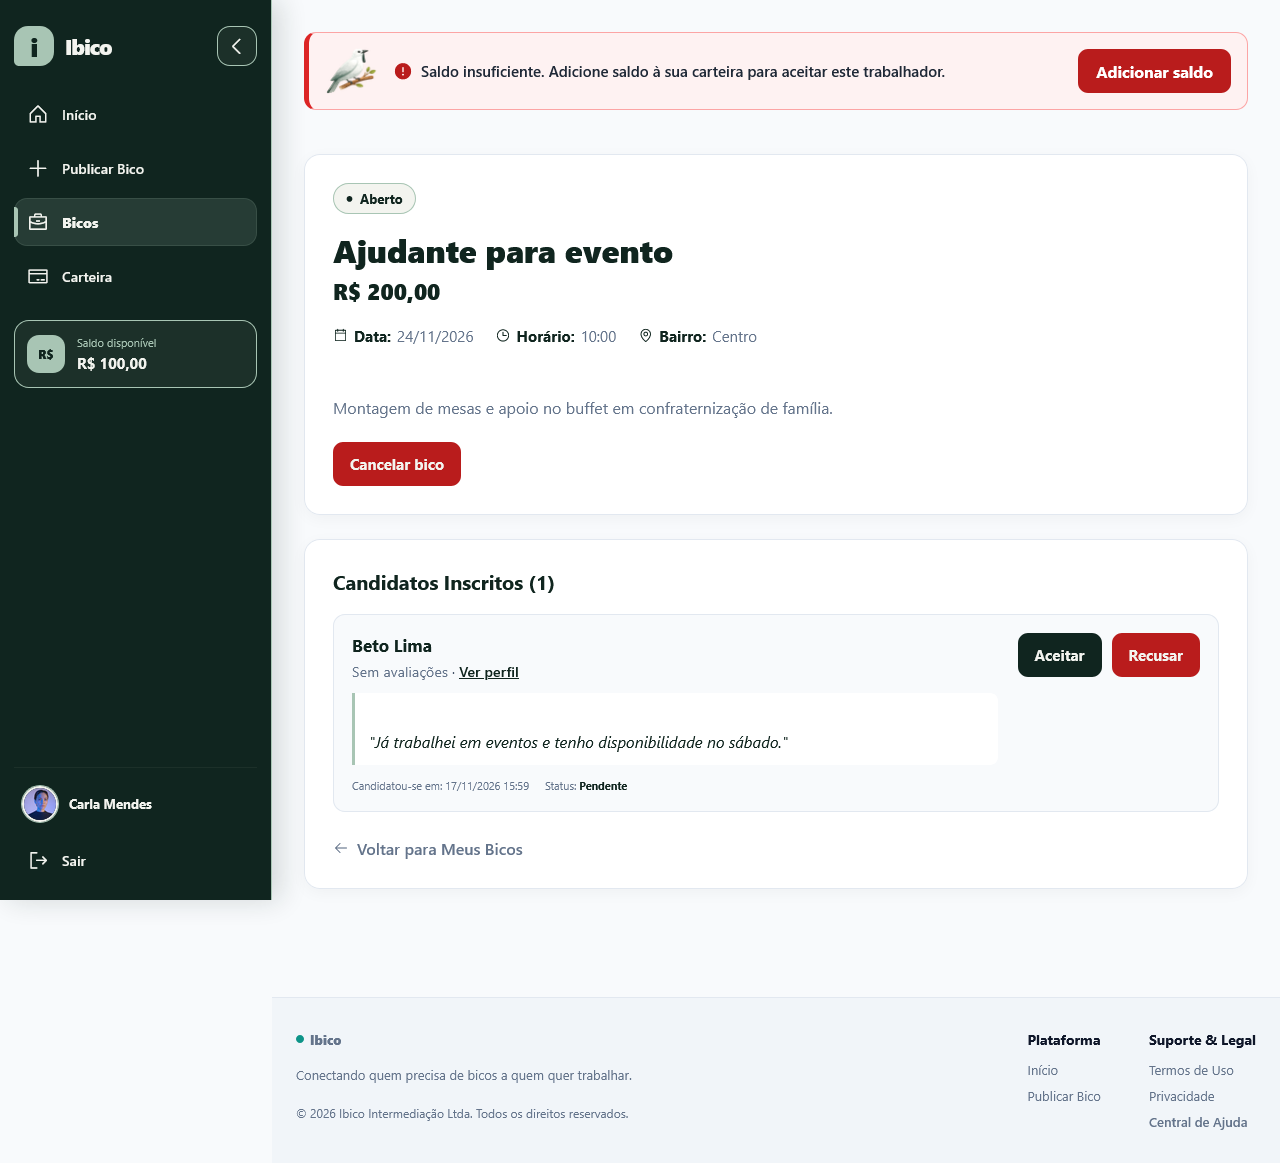 i
Ibico
Início
Publicar Bico
Bicos
Carteira
R$
Saldo disponível
R$ 100,00
Carla Mendes
Sair
Saldo insuficiente. Adicione saldo à sua carteira para aceitar este trabalhador.
Adicionar saldo
Aberto
Ajudante para evento
R$ 200,00
Data: 24/11/2026 Horário: 10:00 Bairro: Centro
Montagem de mesas e apoio no buffet em confraternização de família.
Cancelar bico
Candidatos Inscritos (1)
Beto Lima
Sem avaliações · Ver perfil
"Já trabalhei em eventos e tenho disponibilidade no sábado."
Candidatou-se em: 17/11/2026 15:59 Status: Pendente
Aceitar
Recusar
Voltar para Meus Bicos
Ibico
Conectando quem precisa de bicos a quem quer trabalhar.
© 2026 Ibico Intermediação Ltda. Todos os direitos reservados.
Plataforma
Início
Publicar Bico
Suporte & Legal
Termos de Uso
Privacidade
Central de Ajuda